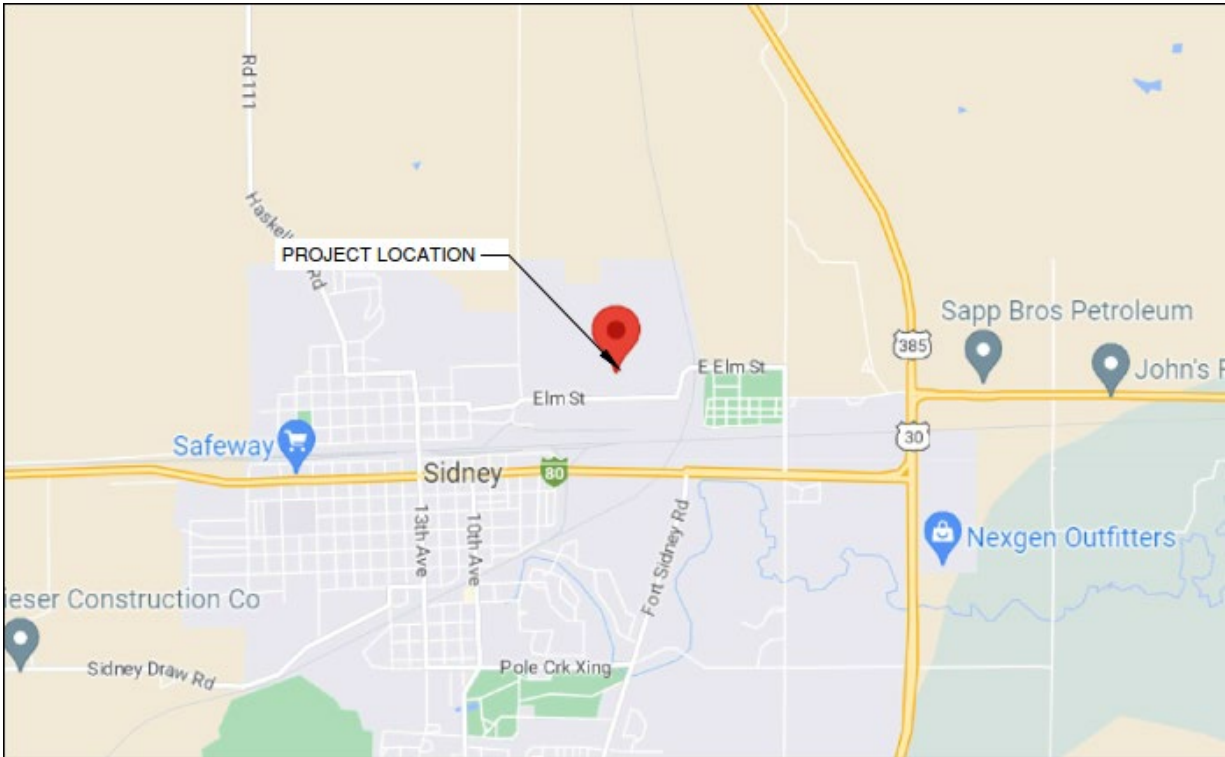 Rd 111
Haskell
Rd
PROJECT LOCATION
385
Sapp Bros Petroleum
John's F
E Elm St
Elm St
30
Safeway
Sidney
80
13th Ave
10th Ave
Fort Sidney Rd
Nexgen Outfitters
ieser Construction Co
Sidney Draw Rd
Pole Crk Xing